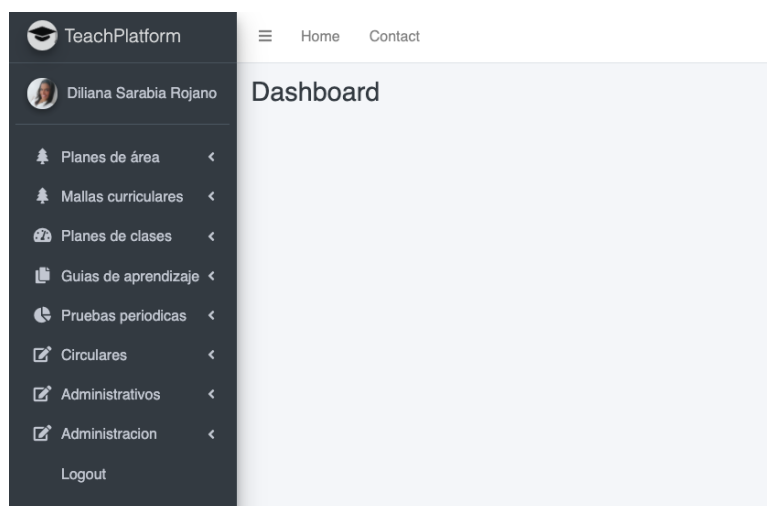 TeachPlatform
Home
Contact
Diliana Sarabia Rojano
Dashboard
Planes de área
Mallas curriculares
Planes de clases
Guias de aprendizaje
Pruebas periodicas
Circulares
Administrativos
Administracion
Logout